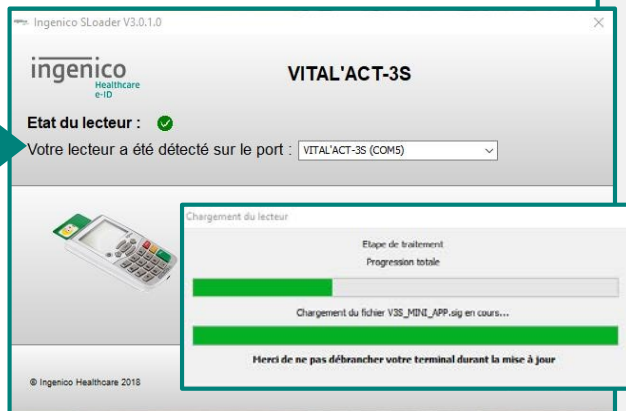 Ingenico SLoader V3.0.1.0
ingenico
Healthcare
e-ID
VITAL'ACT-3S
Etat du lecteur :
Votre lecteur a été détecté sur le port : VITAL'ACT-3S (COM5)
Chargement du lecteur
Etape de traitement
Progression totale
Chargement du fichier V3S_MINI_APP.sig en cours...
Merci de ne pas débrancher votre terminal durant la mise à jour
© Ingenico Healthcare 2018